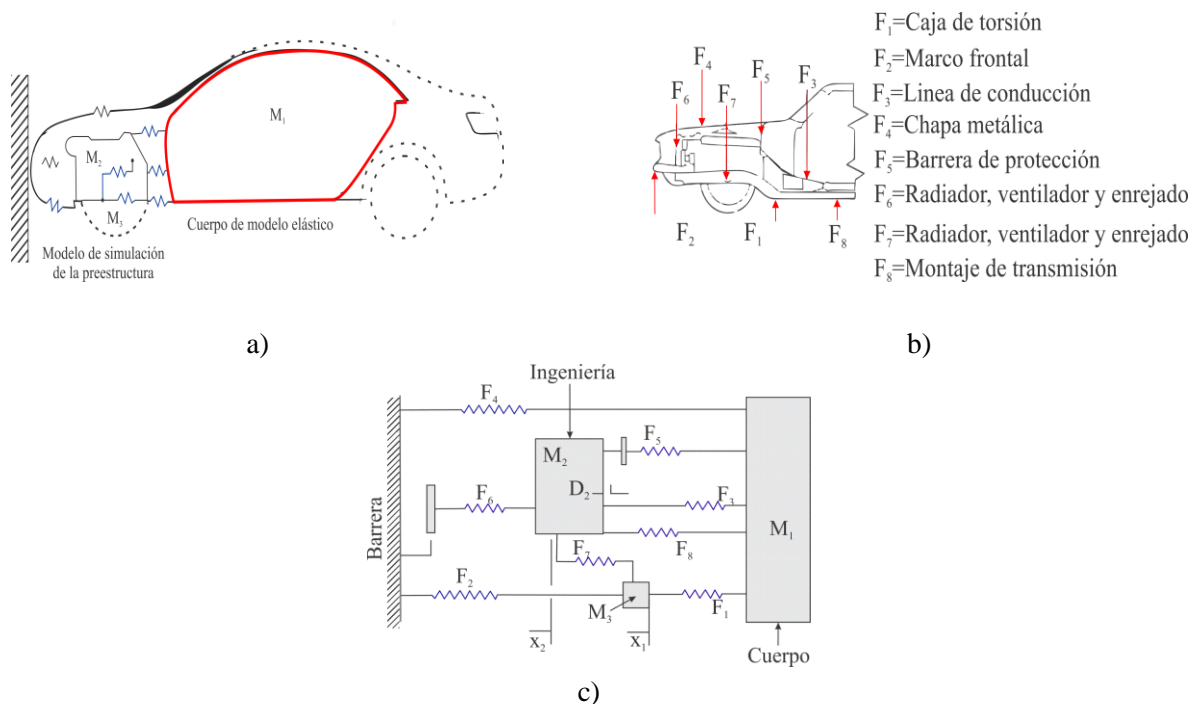 M₁
M₂
M₃
Cuerpo de modelo elástico
Modelo de simulación
de la preestructura
a)
F₄
F₅
F₃
F₆
F₇
F₂
F₁
F₈
b)
F₁=Caja de torsión
F₂=Marco frontal
F₃=Linea de conducción
F₄=Chapa metálica
F₅=Barrera de protección
F₆=Radiador, ventilador y enrejado
F₇=Radiador, ventilador y enrejado
F₈=Montaje de transmisión
Ingeniería
F₄
M₂
F₅
D₂
F₆
F₃
Barrera
M₁
F₇
F₈
F₂
M₃
F₁
x₂
x₁
Cuerpo
c)